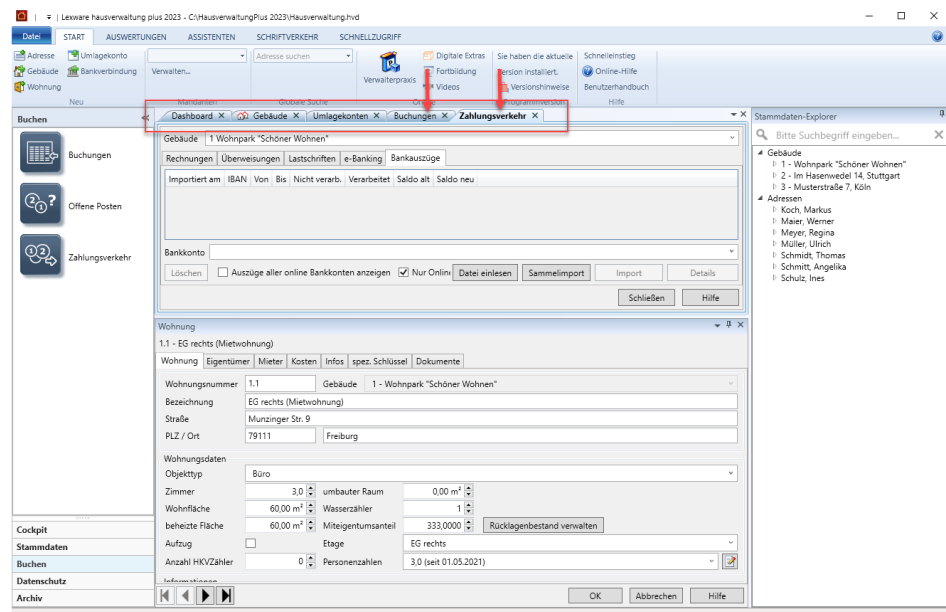 Lexware hausverwaltung plus 2023 - C:\HausverwaltungPlus 2023\Hausverwaltung.hvd
Datei START AUSWERTUNGEN ASSISTENTEN SCHRIFTVERKEHR SCHNELLZUGRIFF
Adresse Umlagekonto
Gebäude Bankverbindung
Wohnung
Neu
Verwalten...
Mandanten
Adresse suchen
Globale Suche
Verwalterpraxis
Digitale Extras
Fortbildung
Videos
Sie haben die aktuelle
Version installiert.
Versionshinweise
Programmversion
Schnelleinstieg
Online-Hilfe
Benutzerhandbuch
Hilfe
Buchen
Buchungen
Offene Posten
Zahlungsverkehr
Cockpit
Stammdaten
Buchen
Datenschutz
Archiv
Dashboard Gebäude Umlagekonten Buchungen Zahlungsverkehr
Gebäude 1 Wohnpark "Schöner Wohnen"
Rechnungen Überweisungen Lastschriften e-Banking Bankauszüge
Importiert am IBAN Von Bis Nicht verarb. Verarbeitet Saldo alt Saldo neu
Bankkonto
Löschen Auszüge aller online Bankkonten anzeigen Nur Online Datei einlesen Sammelimport Import Details
Schließen Hilfe
Wohnung
1.1 - EG rechts (Mietwohnung)
Wohnung Eigentümer Mieter Kosten Infos spez. Schlüssel Dokumente
Wohnungsnummer 1.1 Gebäude 1 - Wohnpark "Schöner Wohnen"
Bezeichnung EG rechts (Mietwohnung)
Straße Munzinger Str. 9
PLZ / Ort 79111 Freiburg
Wohnungsdaten
Objekttyp Büro
Zimmer 3,0 umbauter Raum 0,00 m²
Wohnfläche 60,00 m² Wasserzähler 1
beheizte Fläche 60,00 m² Miteigentumsanteil 333,0000 Rücklagenbestand verwalten
Aufzug Etage EG rechts
Anzahl HKVZähler 0 Personenzahlen 3,0 (seit 01.05.2021)
Informationen
OK Abbrechen Hilfe
Stammdaten-Explorer
Bitte Suchbegriff eingeben...
Gebäude
1 - Wohnpark "Schöner Wohnen"
2 - Im Hasenwedel 14, Stuttgart
3 - Musterstraße 7, Köln
Adressen
Koch, Markus
Maier, Werner
Meyer, Regina
Müller, Ulrich
Schmidt, Thomas
Schmitt, Angelika
Schulz, Ines